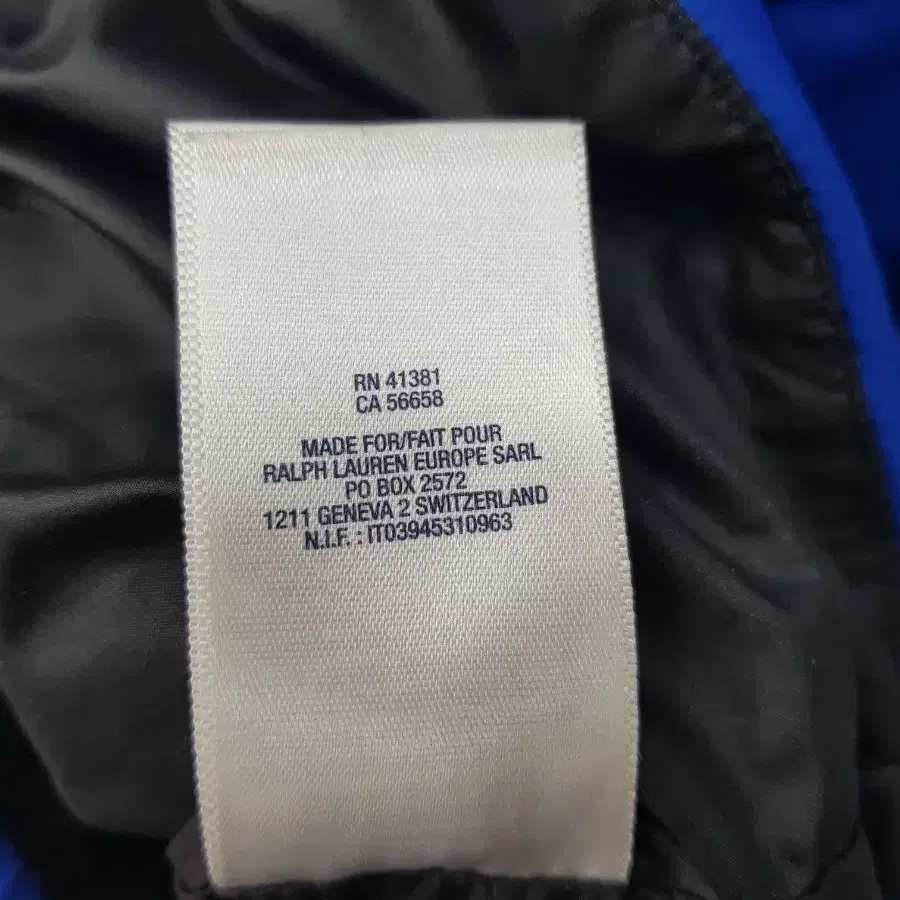 RN 41381
CA 56658
MADE FOR/FAIT POUR
RALPH LAUREN EUROPE SARL
PO BOX 2572
1211 GENEVA 2 SWITZERLAND
N.I.F. : IT03945310963